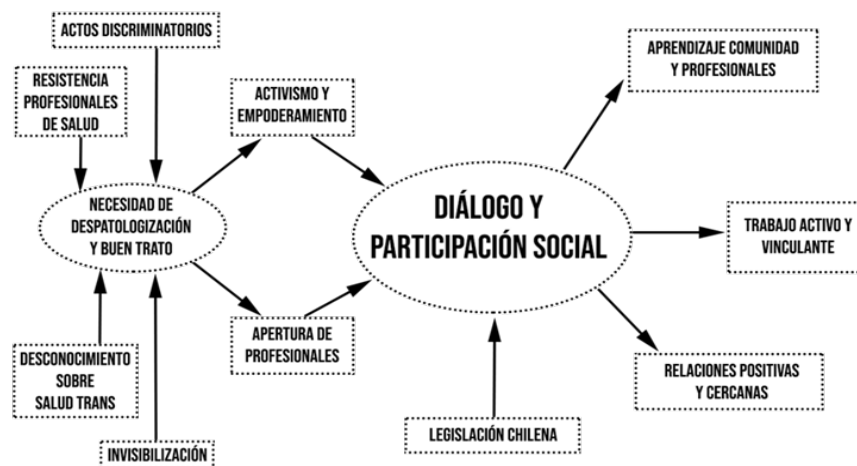 ACTOS DISCRIMINATORIOS
RESISTENCIA
PROFESIONALES
DE SALUD
ACTIVISMO Y
EMPODERAMIENTO
APRENDIZAJE COMUNIDAD
Y PROFESIONALES
NECESIDAD DE
DESPATOLOGIZACIÓN
Y BUEN TRATO
DIÁLOGO Y
PARTICIPACIÓN SOCIAL
TRABAJO ACTIVO Y
VINCULANTE
DESCONOCIMIENTO
SOBRE
SALUD TRANS
APERTURA DE
PROFESIONALES
RELACIONES POSITIVAS
Y CERCANAS
INVISIBILIZACIÓN
LEGISLACIÓN CHILENA